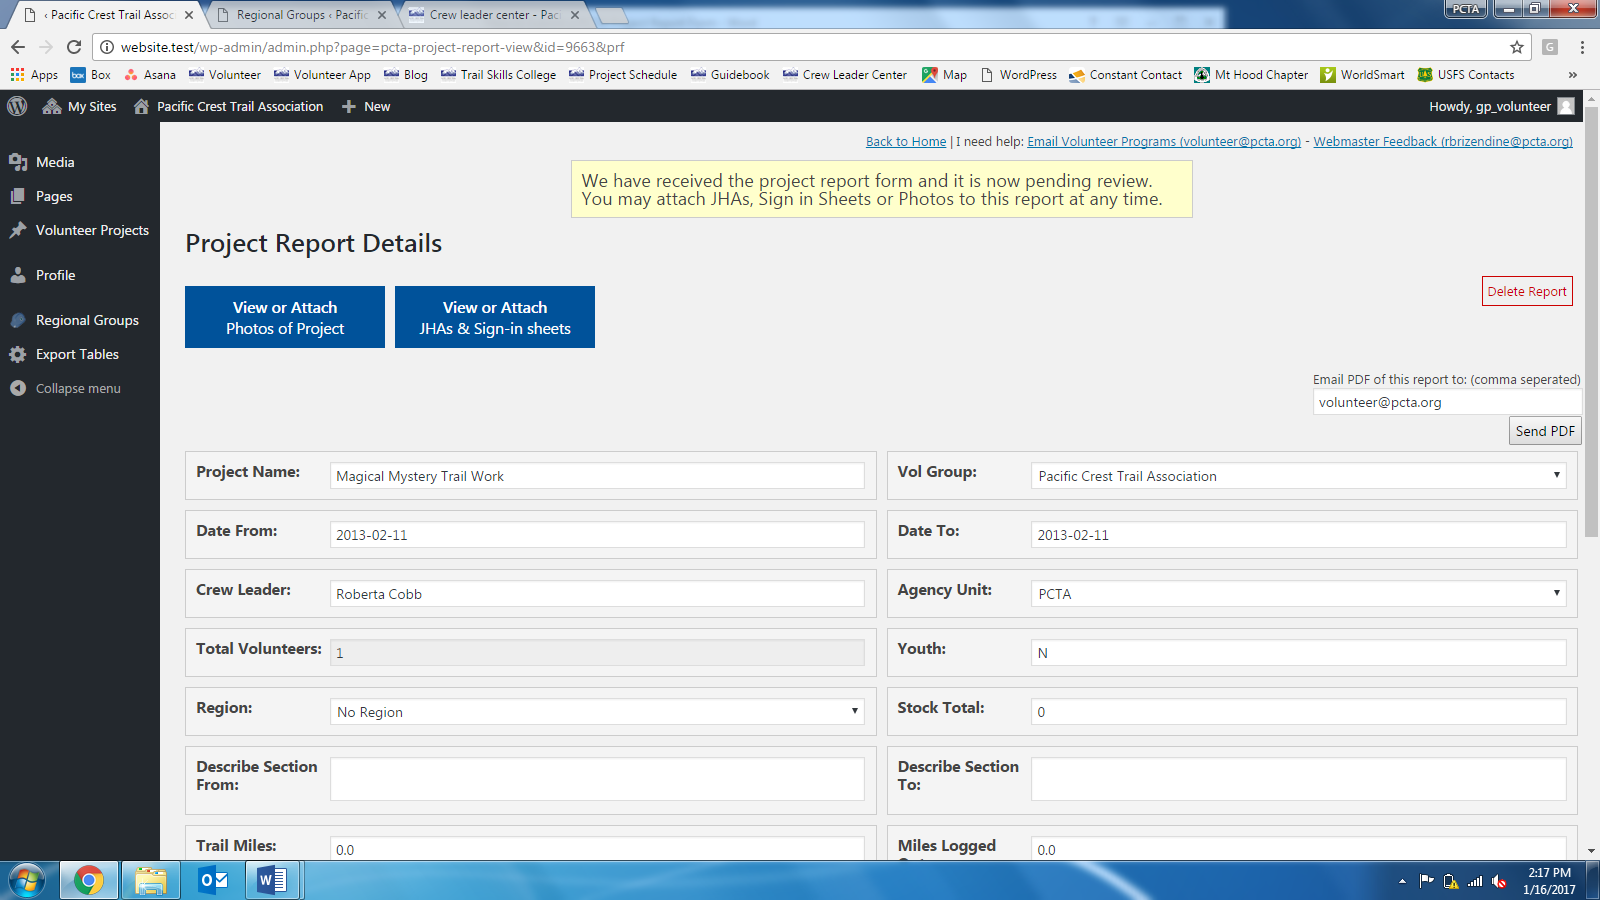 ‹ Pacific Crest Trail Assoc
Regional Groups ‹ Pacific
Crew leader center - Pac
PCTA
website.test/wp-admin/admin.php?page=pcta-project-report-view&id=9663&prf
G
Apps
box
Box
Asana
Volunteer
Volunteer App
Blog
Trail Skills College
Project Schedule
Guidebook
Crew Leader Center
Map
WordPress
Constant Contact
Mt Hood Chapter
WorldSmart
USFS Contacts
»
My Sites
Pacific Crest Trail Association
New
Howdy, gp_volunteer
Back to Home | I need help: Email Volunteer Programs (volunteer@pcta.org) - Webmaster Feedback (rbrizendine@pcta.org)
Media
Pages
Volunteer Projects
Profile
Regional Groups
Export Tables
Collapse menu
We have received the project report form and it is now pending review.
You may attach JHAs, Sign in Sheets or Photos to this report at any time.
Project Report Details
View or Attach
Photos of Project
View or Attach
JHAs & Sign-in sheets
Delete Report
Email PDF of this report to: (comma seperated)
volunteer@pcta.org
Send PDF
Project Name:
Magical Mystery Trail Work
Vol Group:
Pacific Crest Trail Association
Date From:
2013-02-11
Date To:
2013-02-11
Crew Leader:
Roberta Cobb
Agency Unit:
PCTA
Total Volunteers:
1
Youth:
N
Region:
No Region
Stock Total:
0
Describe Section
From:
Describe Section
To:
Trail Miles:
0.0
Miles Logged
0.0
2:17 PM
1/16/2017